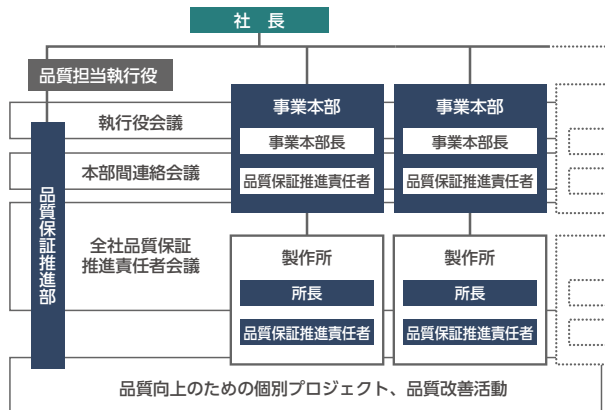 社 長
品質担当執行役
品質保証推進部
執行役会議
本部間連絡会議
全社品質保証
推進責任者会議
事業本部
事業本部長
品質保証推進責任者
製作所
所長
品質保証推進責任者
事業本部
事業本部長
品質保証推進責任者
製作所
所長
品質保証推進責任者
品質向上のための個別プロジェクト、品質改善活動